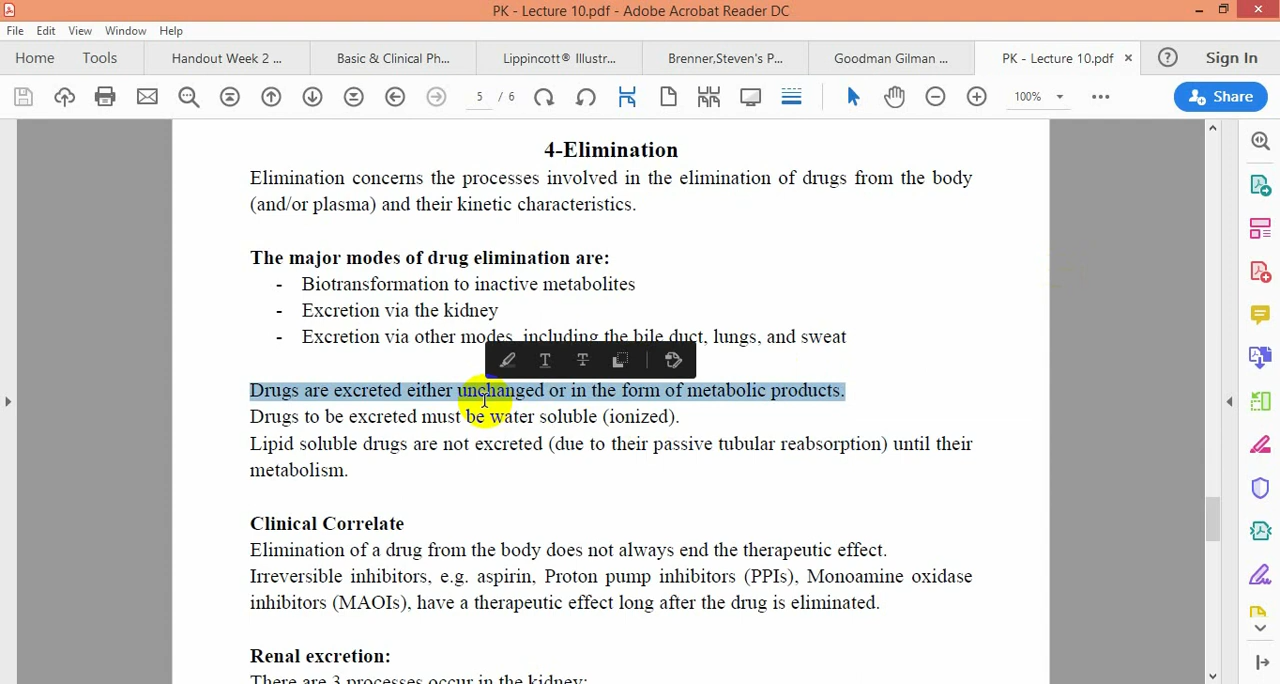 PK - Lecture 10.pdf - Adobe Acrobat Reader DC
File Edit View Window Help
Home Tools Handout Week 2 ... Basic & Clinical Ph... Lippincott® Illustr... Brenner,Steven's P... Goodman Gilman ... PK - Lecture 10.pdf × ? Sign In
5 / 6 100% Share
4-Elimination
Elimination concerns the processes involved in the elimination of drugs from the body
(and/or plasma) and their kinetic characteristics.
The major modes of drug elimination are:
- Biotransformation to inactive metabolites
- Excretion via the kidney
- Excretion via other modes, including the bile duct, lungs, and sweat
Drugs are excreted either unchanged or in the form of metabolic products.
Drugs to be excreted must be water soluble (ionized).
Lipid soluble drugs are not excreted (due to their passive tubular reabsorption) until their
metabolism.
Clinical Correlate
Elimination of a drug from the body does not always end the therapeutic effect.
Irreversible inhibitors, e.g. aspirin, Proton pump inhibitors (PPIs), Monoamine oxidase
inhibitors (MAOIs), have a therapeutic effect long after the drug is eliminated.
Renal excretion:
There are 3 processes occur in the kidney: